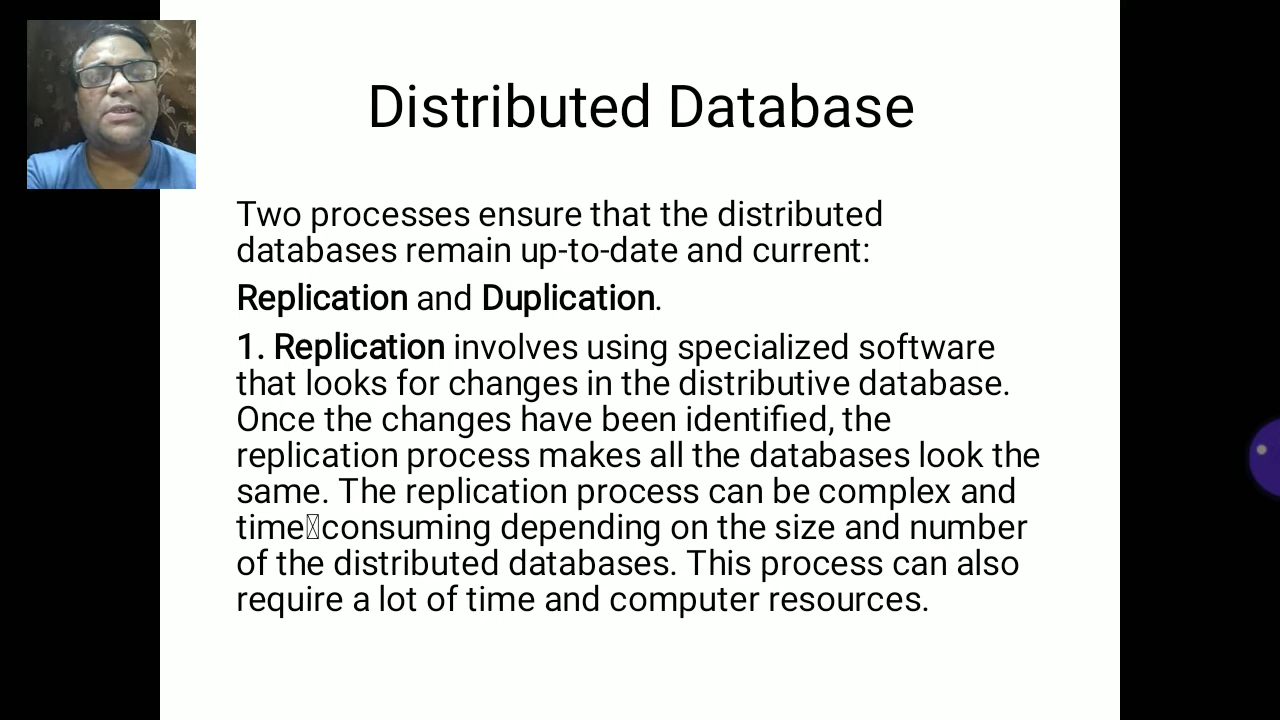 Distributed Database
Two processes ensure that the distributed
databases remain up-to-date and current:
Replication and Duplication.
1. Replication involves using specialized software
that looks for changes in the distributive database.
Once the changes have been identified, the
replication process makes all the databases look the
same. The replication process can be complex and
time￾consuming depending on the size and number
of the distributed databases. This process can also
require a lot of time and computer resources.